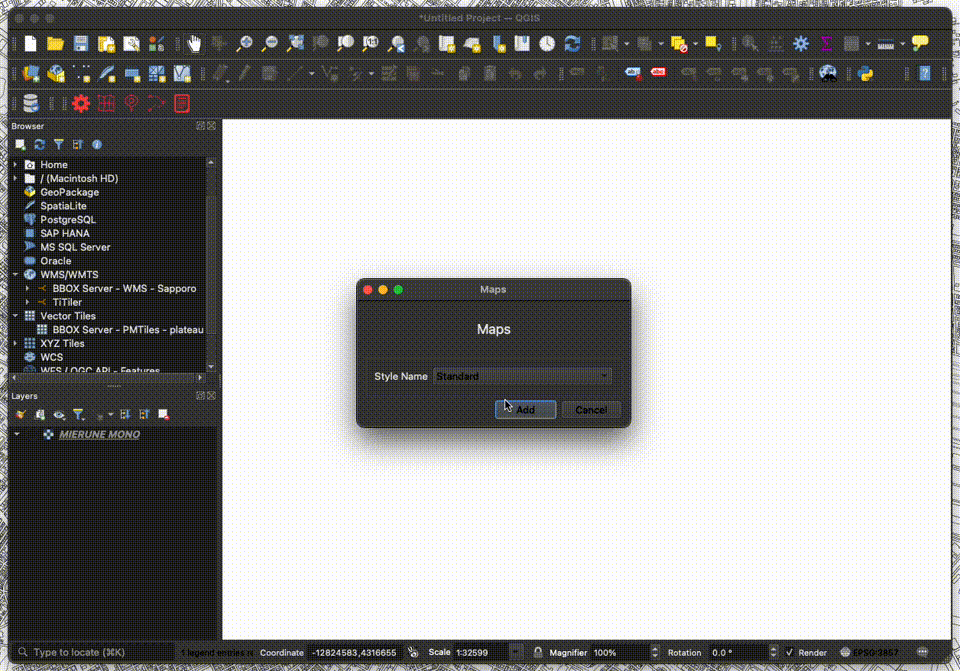 *Untitled Project — QGIS
Browser
Home
/ (Macintosh HD)
GeoPackage
SpatiaLite
PostgreSQL
SAP HANA
MS SQL Server
Oracle
WMS/WMTS
BBOX Server - WMS - Sapporo
TiTiler
Vector Tiles
BBOX Server - PMTiles - plateau
XYZ Tiles
WCS
WFS / OGC API - Features
Layers
MIERUNE MONO
Maps
Maps
Style Name Standard
Add Cancel
Type to locate (⌘K) 1 legend entries Coordinate -12824583,4316655 Scale 1:32599 Magnifier 100% Rotation 0.0 ° Render EPSG:3857